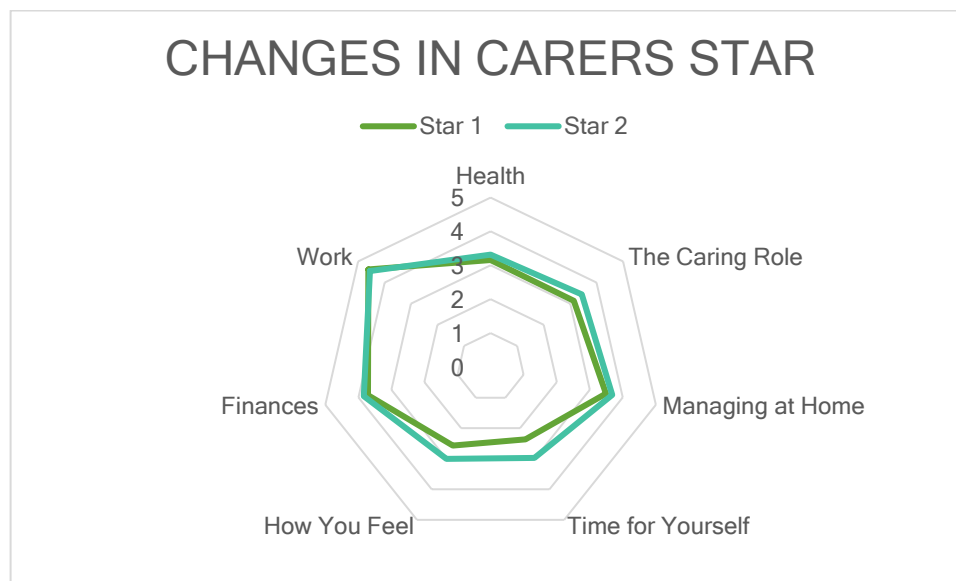 CHANGES IN CARERS STAR
Star 1 Star 2
Health
5
4
Work
The Caring Role
3
2
1
0
Finances
Managing at Home
How You Feel
Time for Yourself